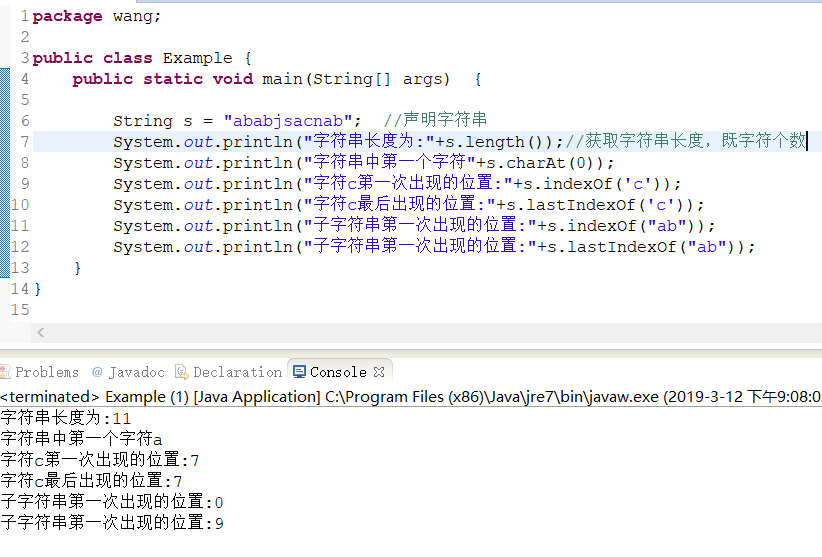 1 package wang;
2
3 public class Example {
4     public static void main(String[] args)  {
5
6         String s = "ababjsacnab";  //声明字符串
7         System.out.println("字符串长度为:"+s.length());//获取字符串长度，既字符个数
8         System.out.println("字符串中第一个字符"+s.charAt(0));
9         System.out.println("字符c第一次出现的位置:"+s.indexOf('c'));
10         System.out.println("字符c最后出现的位置:"+s.lastIndexOf('c'));
11         System.out.println("子字符串第一次出现的位置:"+s.indexOf("ab"));
12         System.out.println("子字符串第一次出现的位置:"+s.lastIndexOf("ab"));
13     }
14 }
15
Problems @ Javadoc Declaration Console
<terminated> Example (1) [Java Application] C:\Program Files (x86)\Java\jre7\bin\javaw.exe (2019-3-12 下午9:08:0
字符串长度为:11
字符串中第一个字符a
字符c第一次出现的位置:7
字符c最后出现的位置:7
子字符串第一次出现的位置:0
子字符串第一次出现的位置:9